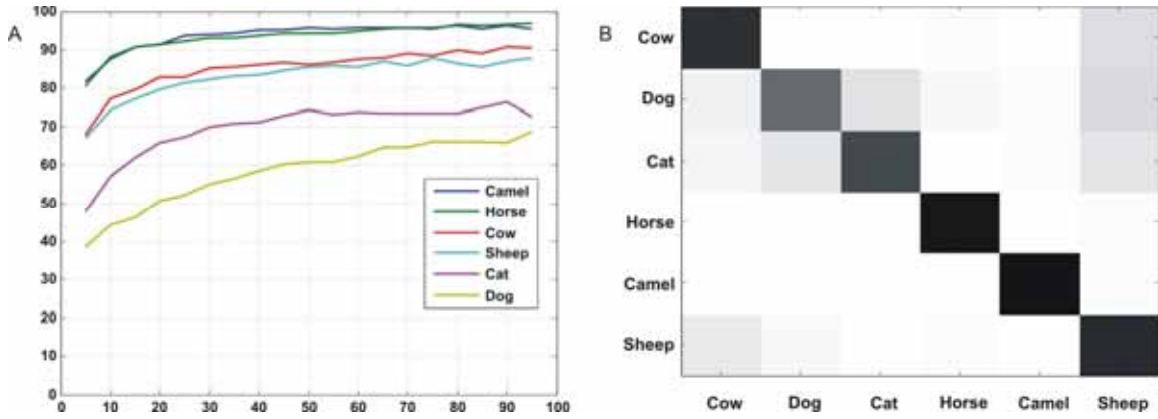 A
100
90
80
70
60
50
40
30
20
10
0
0 10 20 30 40 50 60 70 80 90 100
Camel
Horse
Cow
Sheep
Cat
Dog
B
Cow
Dog
Cat
Horse
Camel
Sheep
Cow Dog Cat Horse Camel Sheep